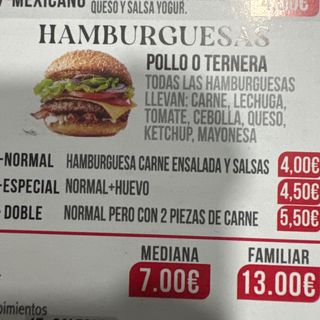 MEXICANO QUESO Y SALSA YOGUR.
HAMBURGUESAS
POLLO O TERNERA
TODAS LAS HAMBURGUESAS
LLEVAN: CARNE, LECHUGA,
TOMATE, CEBOLLA, QUESO,
KETCHUP, MAYONESA
-NORMAL HAMBURGUESA CARNE ENSALADA Y SALSAS 4,00€
-ESPECIAL NORMAL+HUEVO 4,50€
- DOBLE NORMAL PERO CON 2 PIEZAS DE CARNE 5,50€
MEDIANA FAMILIAR
7.00€ 13.00€